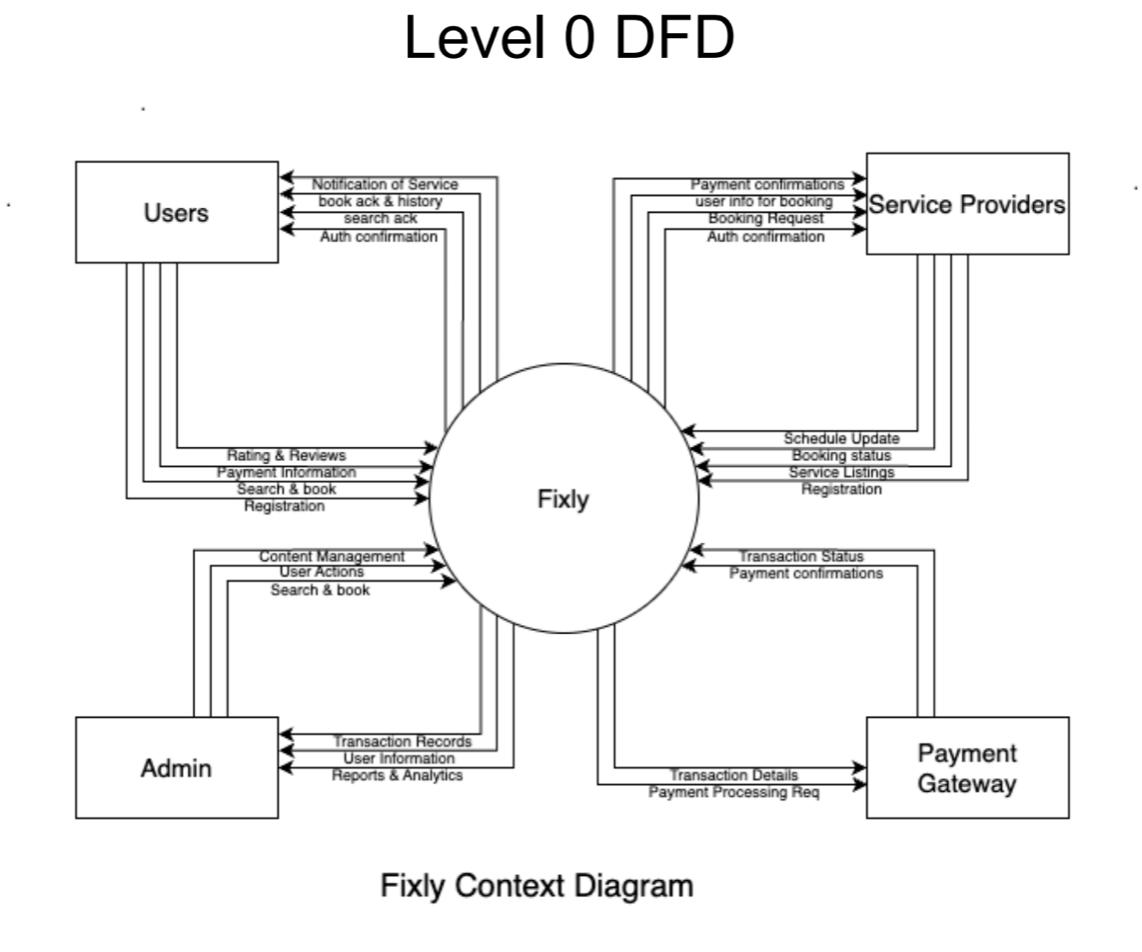 Level 0 DFD
Users
Notification of Service
book ack & history
search ack
Auth confirmation
Payment confirmations
user info for booking
Booking Request
Auth confirmation
Service Providers
Rating & Reviews
Payment Information
Search & book
Registration
Fixly
Schedule Update
Booking status
Service Listings
Registration
Content Management
User Actions
Search & book
Transaction Status
Payment confirmations
Admin
Transaction Records
User Information
Reports & Analytics
Transaction Details
Payment Processing Req
Payment
Gateway
Fixly Context Diagram